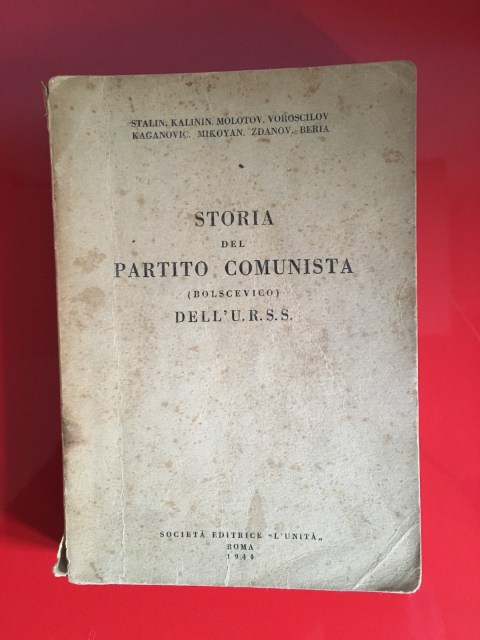 STALIN, KALININ, MOLOTOV, VOROSCILOV
KAGANOVIC, MIKOYAN, ZDANOV, BERIA
STORIA
DEL
PARTITO COMUNISTA
(BOLSCEVICO)
DELL'U.R.S.S.
SOCIETÀ EDITRICE "L'UNITÀ„
ROMA